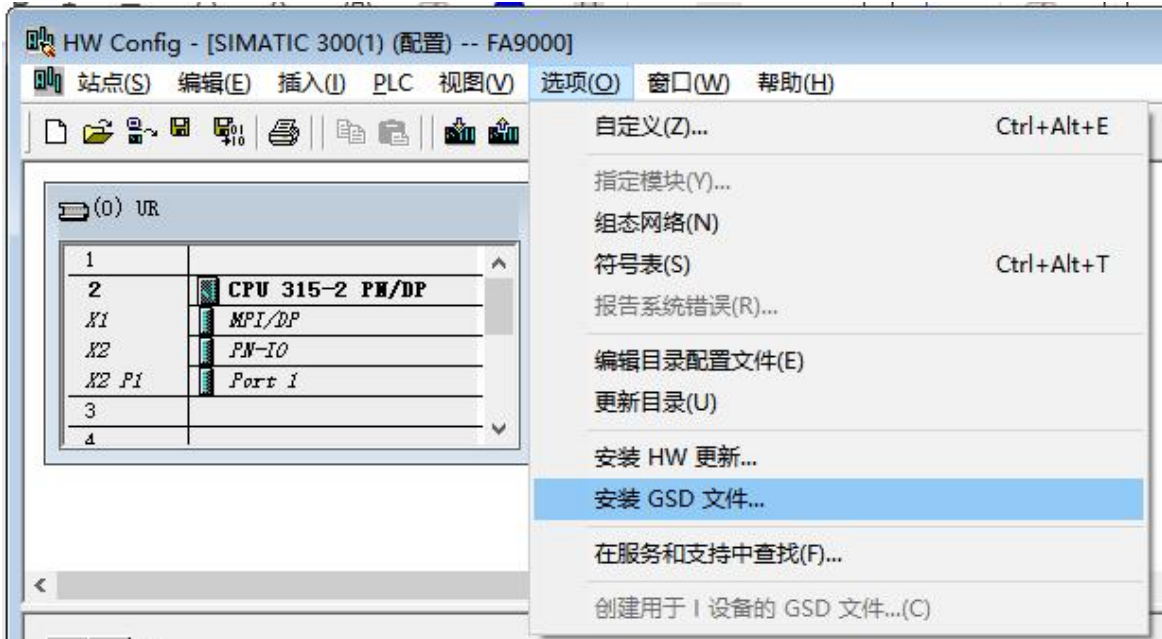 HW Config - [SIMATIC 300(1) (配置) -- FA9000]
站点(S) 编辑(E) 插入(I) PLC 视图(V) 选项(O) 窗口(W) 帮助(H)
自定义(Z)... Ctrl+Alt+E
指定模块(Y)...
组态网络(N)
符号表(S) Ctrl+Alt+T
报告系统错误(R)...
编辑目录配置文件(E)
更新目录(U)
安装 HW 更新...
安装 GSD 文件...
在服务和支持中查找(F)...
创建用于 I 设备的 GSD 文件...(C)
(0) UR
1
2 CPU 315-2 PN/DP
X1 MPI/DP
X2 PN-IO
X2 P1 Port 1
3
4